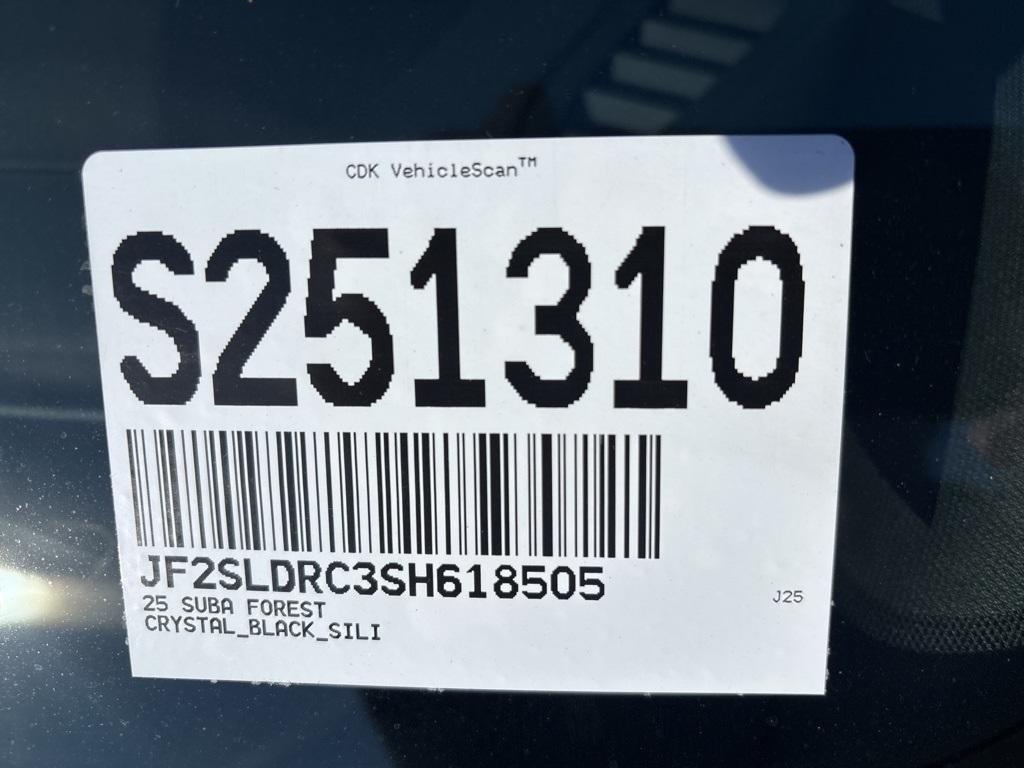 CDK VehicleScan™
S251310
JF2SLDRC3SH618505
25 SUBA FOREST
CRYSTAL_BLACK_SILI
J25